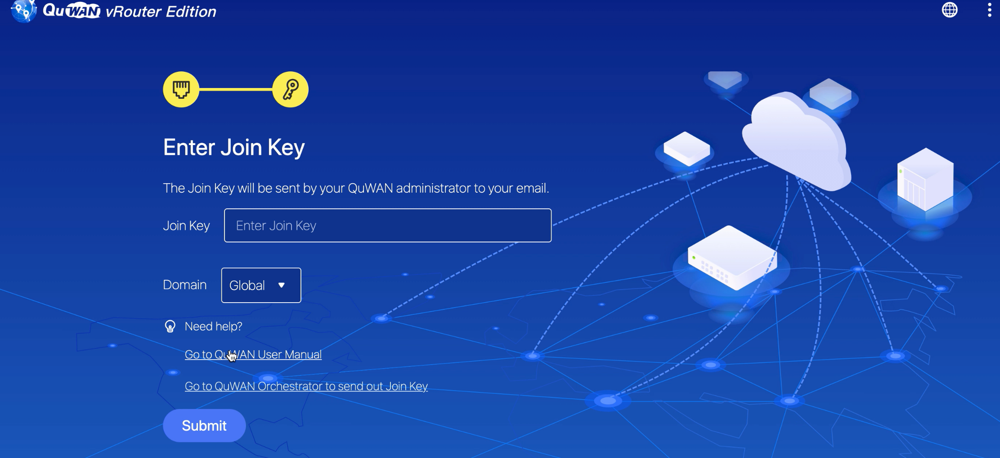 QuWAN vRouter Edition
Enter Join Key
The Join Key will be sent by your QuWAN administrator to your email.
Join Key
Enter Join Key
Domain
Global
Need help?
Go to QuWAN User Manual
Go to QuWAN Orchestrator to send out Join Key
Submit